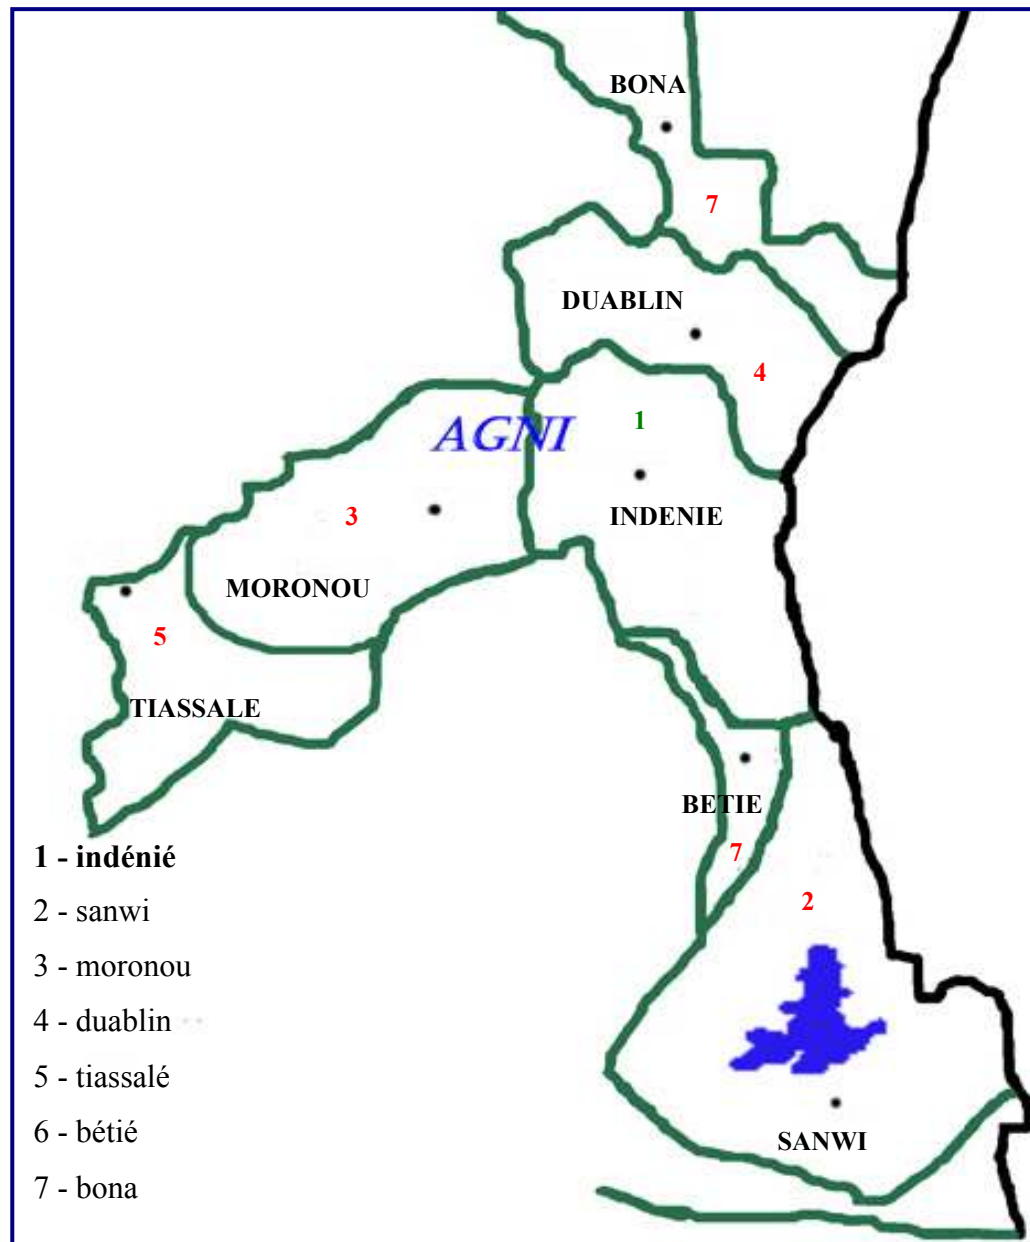 BONA
7
DUABLIN
4
1
AGNI
3
INDENIE
MORONOU
5
TIASSALE
BETIE
7
2
SANWI
1 - indénié
2 - sanwi
3 - moronou
4 - duablin
5 - tiassalé
6 - bétié
7 - bona